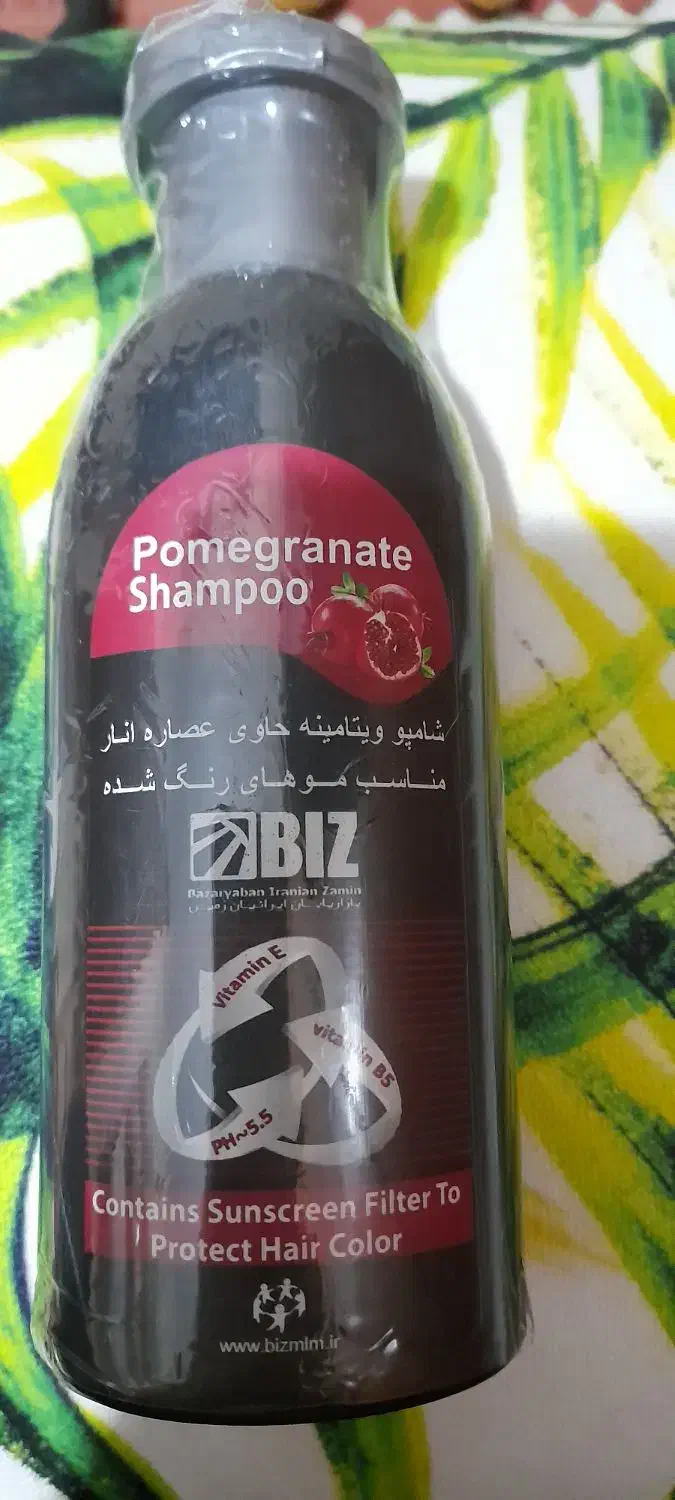 Pomegranate
Shampoo
شامپو ویتامینه حاوی عصاره انار
مناسب موهای رنگ شده
BIZ
Bazaryaban Iranian Zamin
بازاریابان ایرانیان زمین
Vitamin E
vitamin B5
PH~5.5
Contains Sunscreen Filter To
Protect Hair Color
www.bizmlm.ir